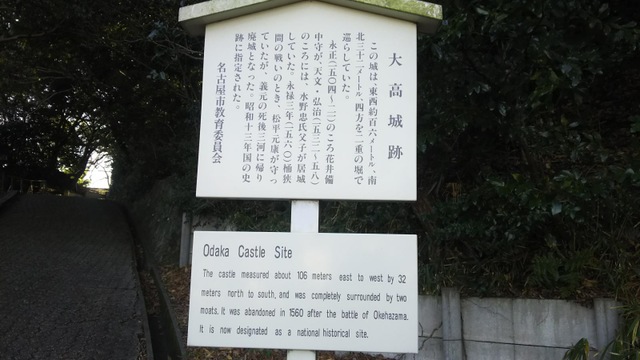 大高城跡
この城は、東西約百六メートル、南
北三十二メートル、四方を二重の堀で
巡らしていた。
永正(一五〇四〜二一)のころ花井備
中守が、天文・弘治(一五三二〜五八)
のころには、水野忠氏父子が居城
していた。永禄三年(一五六〇)桶狭
間の戦いのとき、松平元康が守っ
ていたが、義元の死後三河に帰り
廃城となった。昭和十三年国の史
跡に指定された。
名古屋市教育委員会
Odaka Castle Site
The castle measured about 106 meters east to west by 32
meters north to south, and was completely surrounded by two
moats. It was abandoned in 1560 after the battle of Okehazama.
It is now designated as a national historical site.